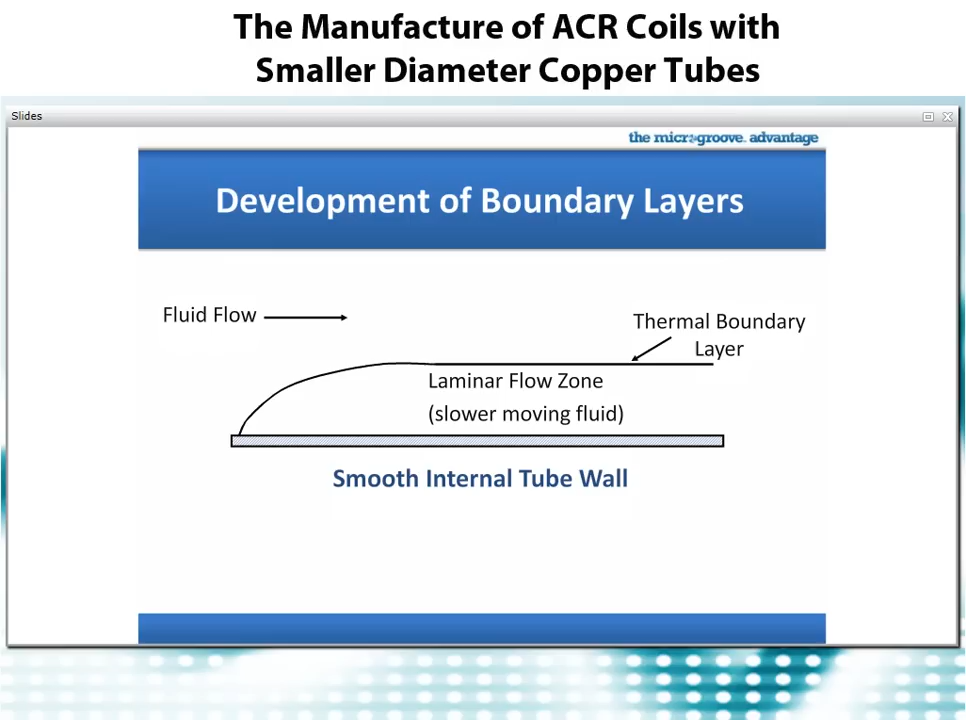 The Manufacture of ACR Coils with
Smaller Diameter Copper Tubes
Slides
the microgroove™ advantage
Development of Boundary Layers
Fluid Flow
Thermal Boundary
Layer
Laminar Flow Zone
(slower moving fluid)
Smooth Internal Tube Wall